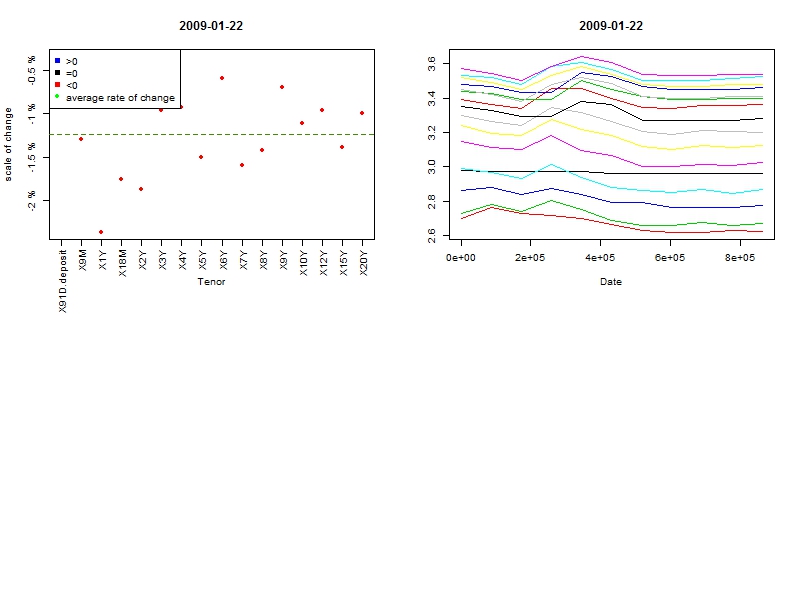 2009-01-22
scale of change
-0.5 %
-1 %
-1.5 %
-2 %
>0
=0
<0
average rate of change
X91D.deposit
X9M
X1Y
X18M
X2Y
X3Y
X4Y
X5Y
X6Y
X7Y
X8Y
X9Y
X10Y
X12Y
X15Y
X20Y
Tenor
2009-01-22
3.6
3.4
3.2
3.0
2.8
2.6
0e+00
2e+05
4e+05
6e+05
8e+05
Date